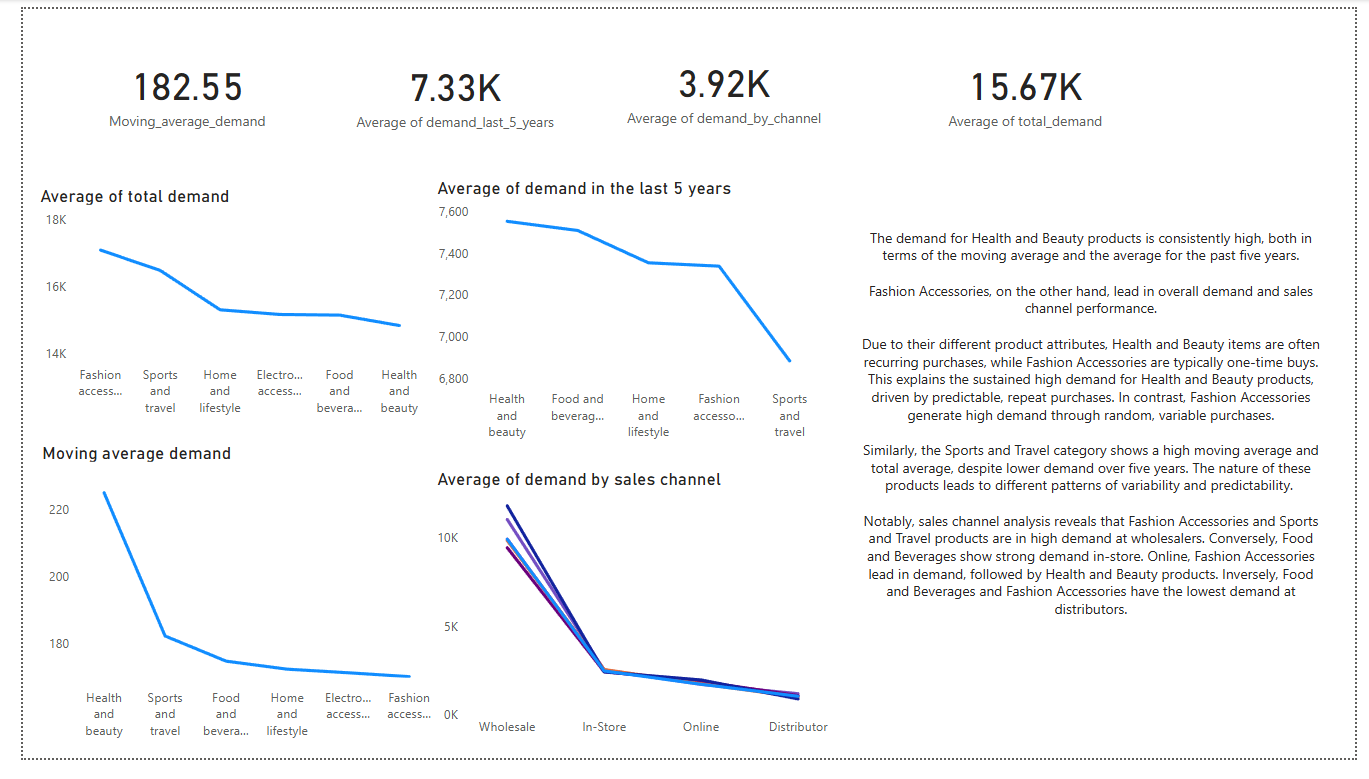 182.55
Moving_average_demand
7.33K
Average of demand_last_5_years
3.92K
Average of demand_by_channel
15.67K
Average of total_demand
Average of total demand
18K
16K
14K
Fashion access...
Sports and travel
Home and lifestyle
Electro... access...
Food and bevera...
Health and beauty
Average of demand in the last 5 years
7,600
7,400
7,200
7,000
6,800
Health and beauty
Food and beverag...
Home and lifestyle
Fashion accesso...
Sports and travel
Moving average demand
220
200
180
Health and beauty
Sports and travel
Food and bevera...
Home and lifestyle
Electro... access...
Fashion access...
Average of demand by sales channel
10K
5K
0K
Wholesale
In-Store
Online
Distributor
The demand for Health and Beauty products is consistently high, both in
terms of the moving average and the average for the past five years.
Fashion Accessories, on the other hand, lead in overall demand and sales
channel performance.
Due to their different product attributes, Health and Beauty items are often
recurring purchases, while Fashion Accessories are typically one-time buys.
This explains the sustained high demand for Health and Beauty products,
driven by predictable, repeat purchases. In contrast, Fashion Accessories
generate high demand through random, variable purchases.
Similarly, the Sports and Travel category shows a high moving average and
total average, despite lower demand over five years. The nature of these
products leads to different patterns of variability and predictability.
Notably, sales channel analysis reveals that Fashion Accessories and Sports
and Travel products are in high demand at wholesalers. Conversely, Food
and Beverages show strong demand in-store. Online, Fashion Accessories
lead in demand, followed by Health and Beauty products. Inversely, Food
and Beverages and Fashion Accessories have the lowest demand at
distributors.